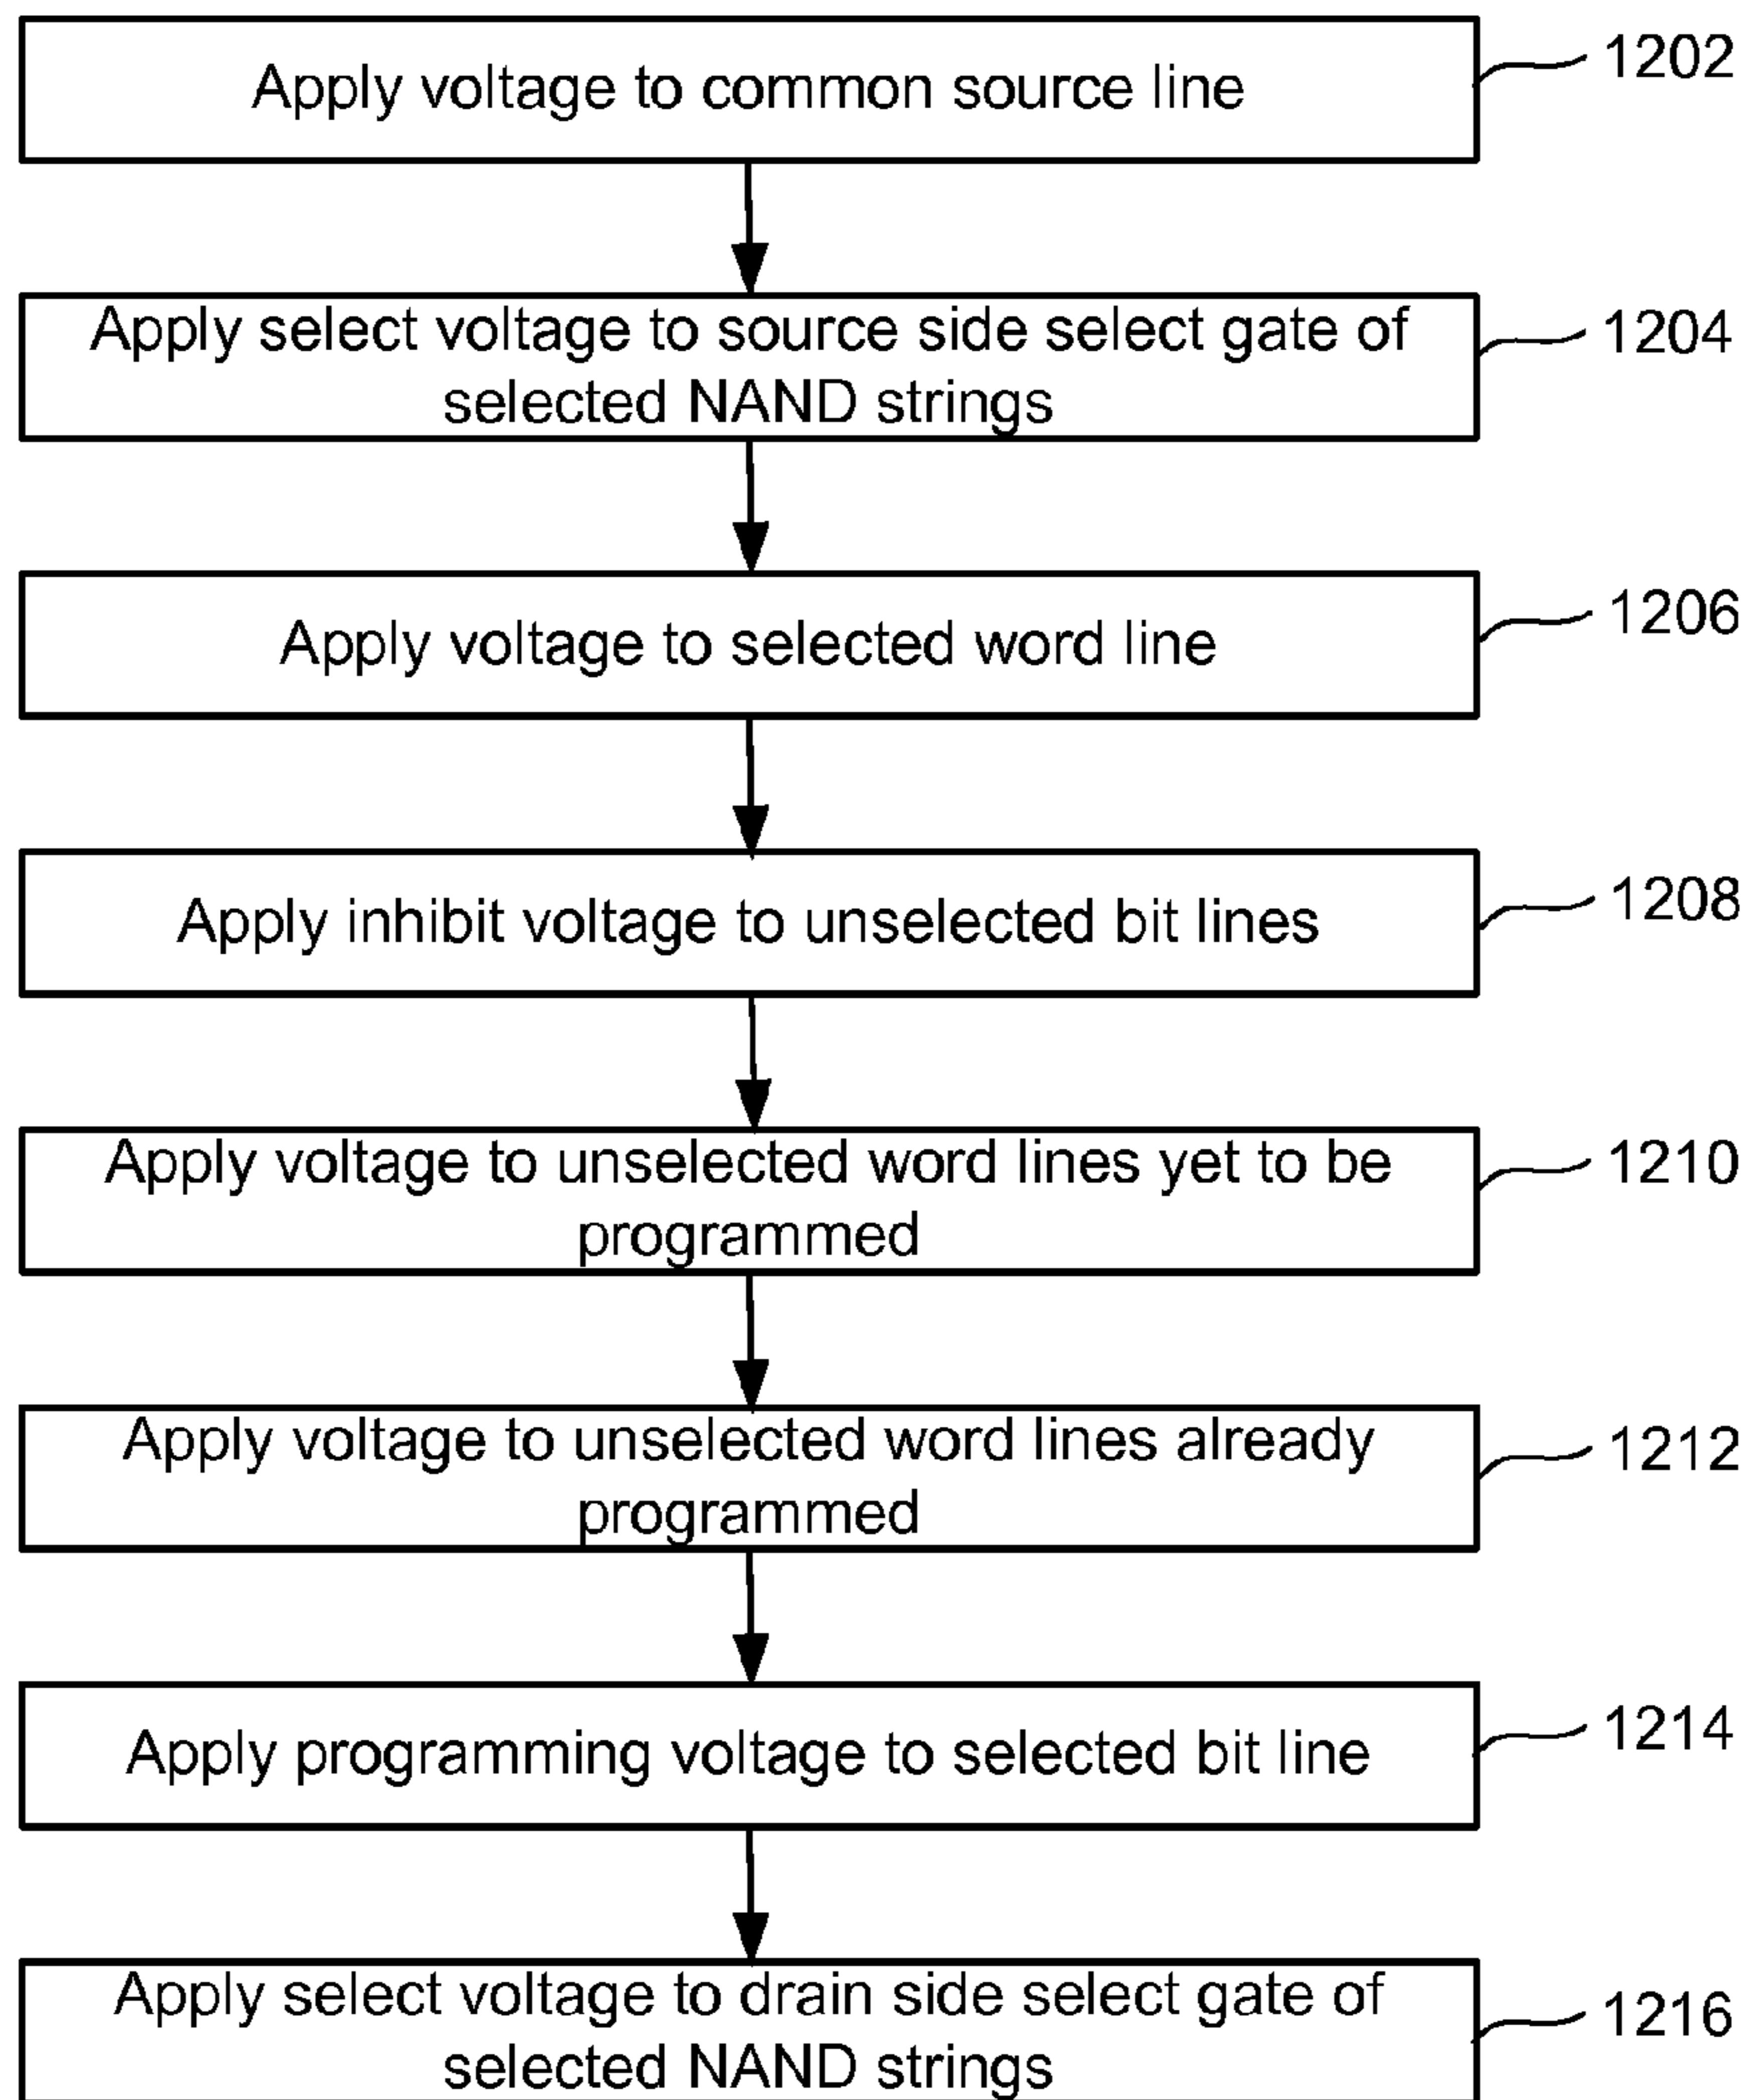 Apply voltage to common source line
1202
Apply select voltage to source side select gate of
selected NAND strings
1204
Apply voltage to selected word line
1206
Apply inhibit voltage to unselected bit lines
1208
Apply voltage to unselected word lines yet to be
programmed
1210
Apply voltage to unselected word lines already
programmed
1212
Apply programming voltage to selected bit line
1214
Apply select voltage to drain side select gate of
selected NAND strings
1216